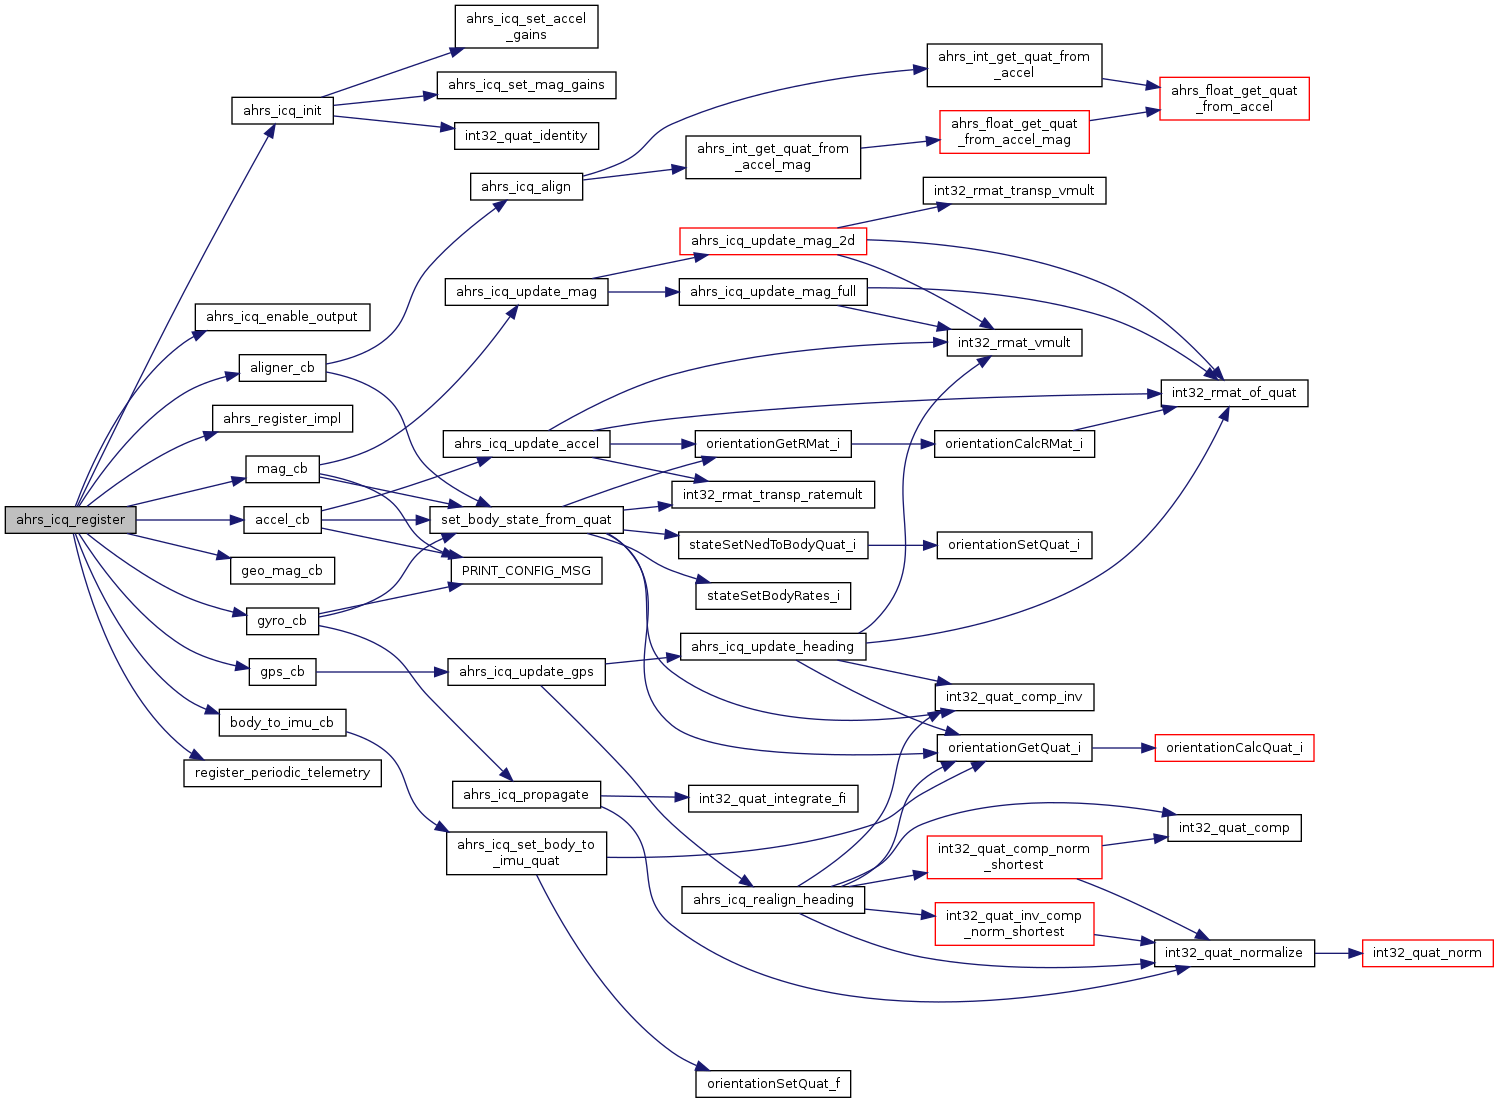 ahrs_icq_set_accel
_gains
ahrs_int_get_quat_from
_accel
ahrs_icq_set_mag_gains
ahrs_float_get_quat
_from_accel
ahrs_icq_init
int32_quat_identity
ahrs_float_get_quat
_from_accel_mag
ahrs_int_get_quat_from
_accel_mag
ahrs_icq_align
int32_rmat_transp_vmult
ahrs_icq_update_mag_2d
ahrs_icq_update_mag
ahrs_icq_update_mag_full
ahrs_icq_enable_output
int32_rmat_vmult
aligner_cb
int32_rmat_of_quat
ahrs_register_impl
ahrs_icq_update_accel
orientationGetRMat_i
orientationCalcRMat_i
mag_cb
int32_rmat_transp_ratemult
ahrs_icq_register
accel_cb
set_body_state_from_quat
stateSetNedToBodyQuat_i
orientationSetQuat_i
geo_mag_cb
PRINT_CONFIG_MSG
stateSetBodyRates_i
gyro_cb
ahrs_icq_update_heading
gps_cb
ahrs_icq_update_gps
int32_quat_comp_inv
body_to_imu_cb
orientationGetQuat_i
orientationCalcQuat_i
register_periodic_telemetry
ahrs_icq_propagate
int32_quat_integrate_fi
int32_quat_comp
ahrs_icq_set_body_to
_imu_quat
int32_quat_comp_norm
_shortest
ahrs_icq_realign_heading
int32_quat_inv_comp
_norm_shortest
int32_quat_normalize
int32_quat_norm
orientationSetQuat_f